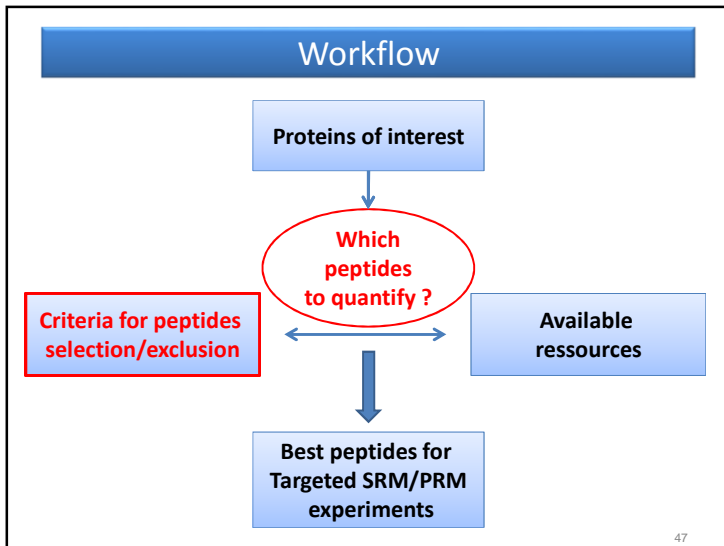 Workflow
Proteins of interest
Which
peptides
to quantify ?
Criteria for peptides
selection/exclusion
Available
ressources
Best peptides for
Targeted SRM/PRM
experiments
47